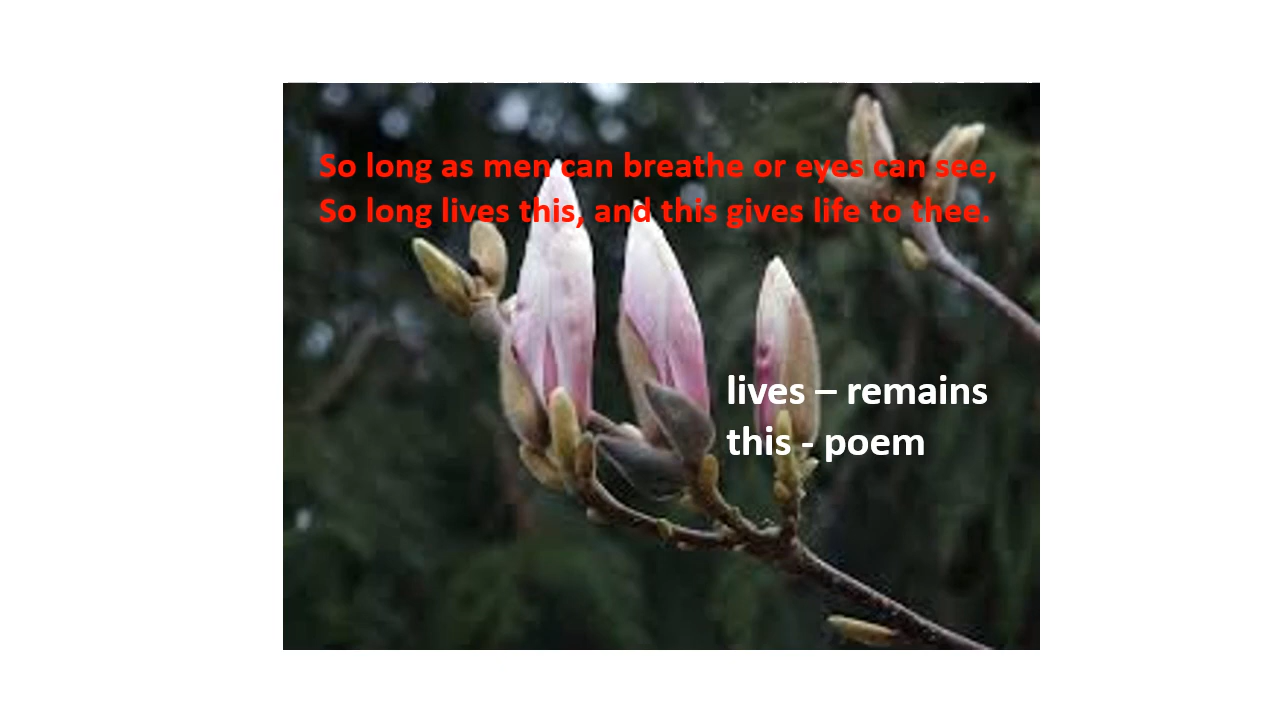 So long as men can breathe or eyes can see,
So long lives this, and this gives life to thee.
lives – remains
this - poem